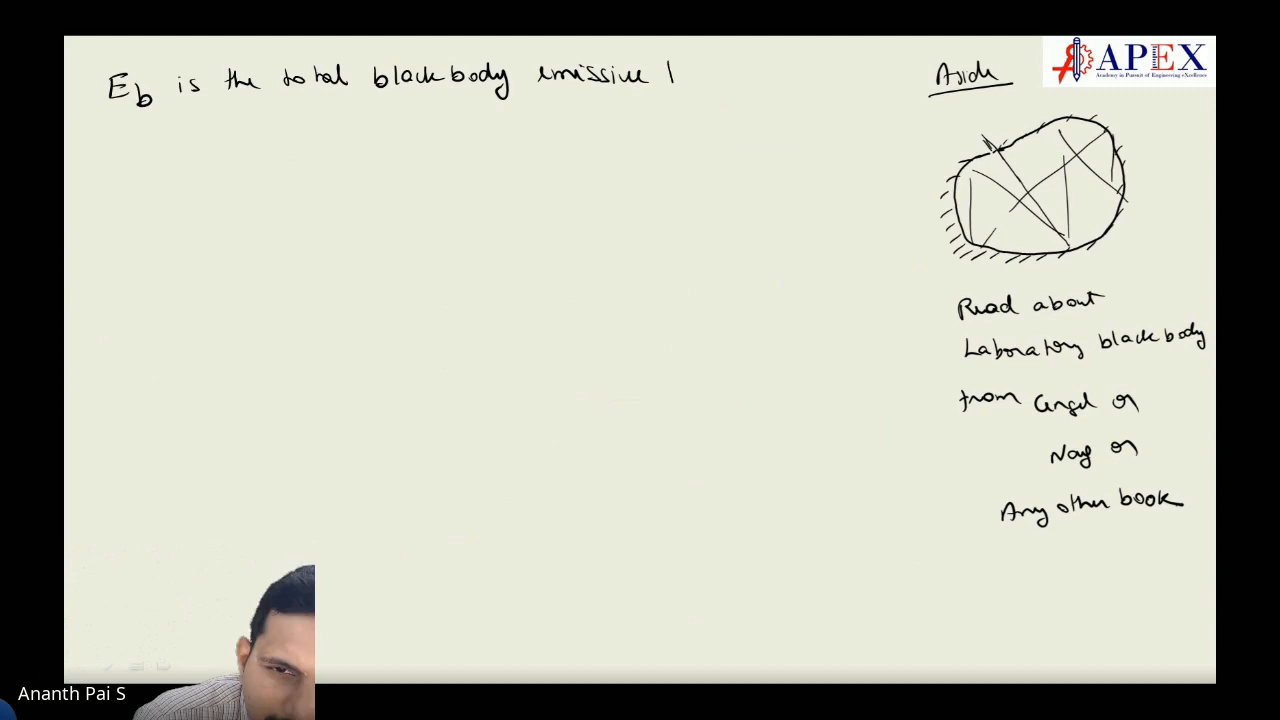 E_b is the total blackbody emissive
Aside
APEX
Academy in Pursuit of Engineering eXcellence
Read about
Laboratory blackbody
from Cengel or
Nag or
Any other book
Ananth Pai S